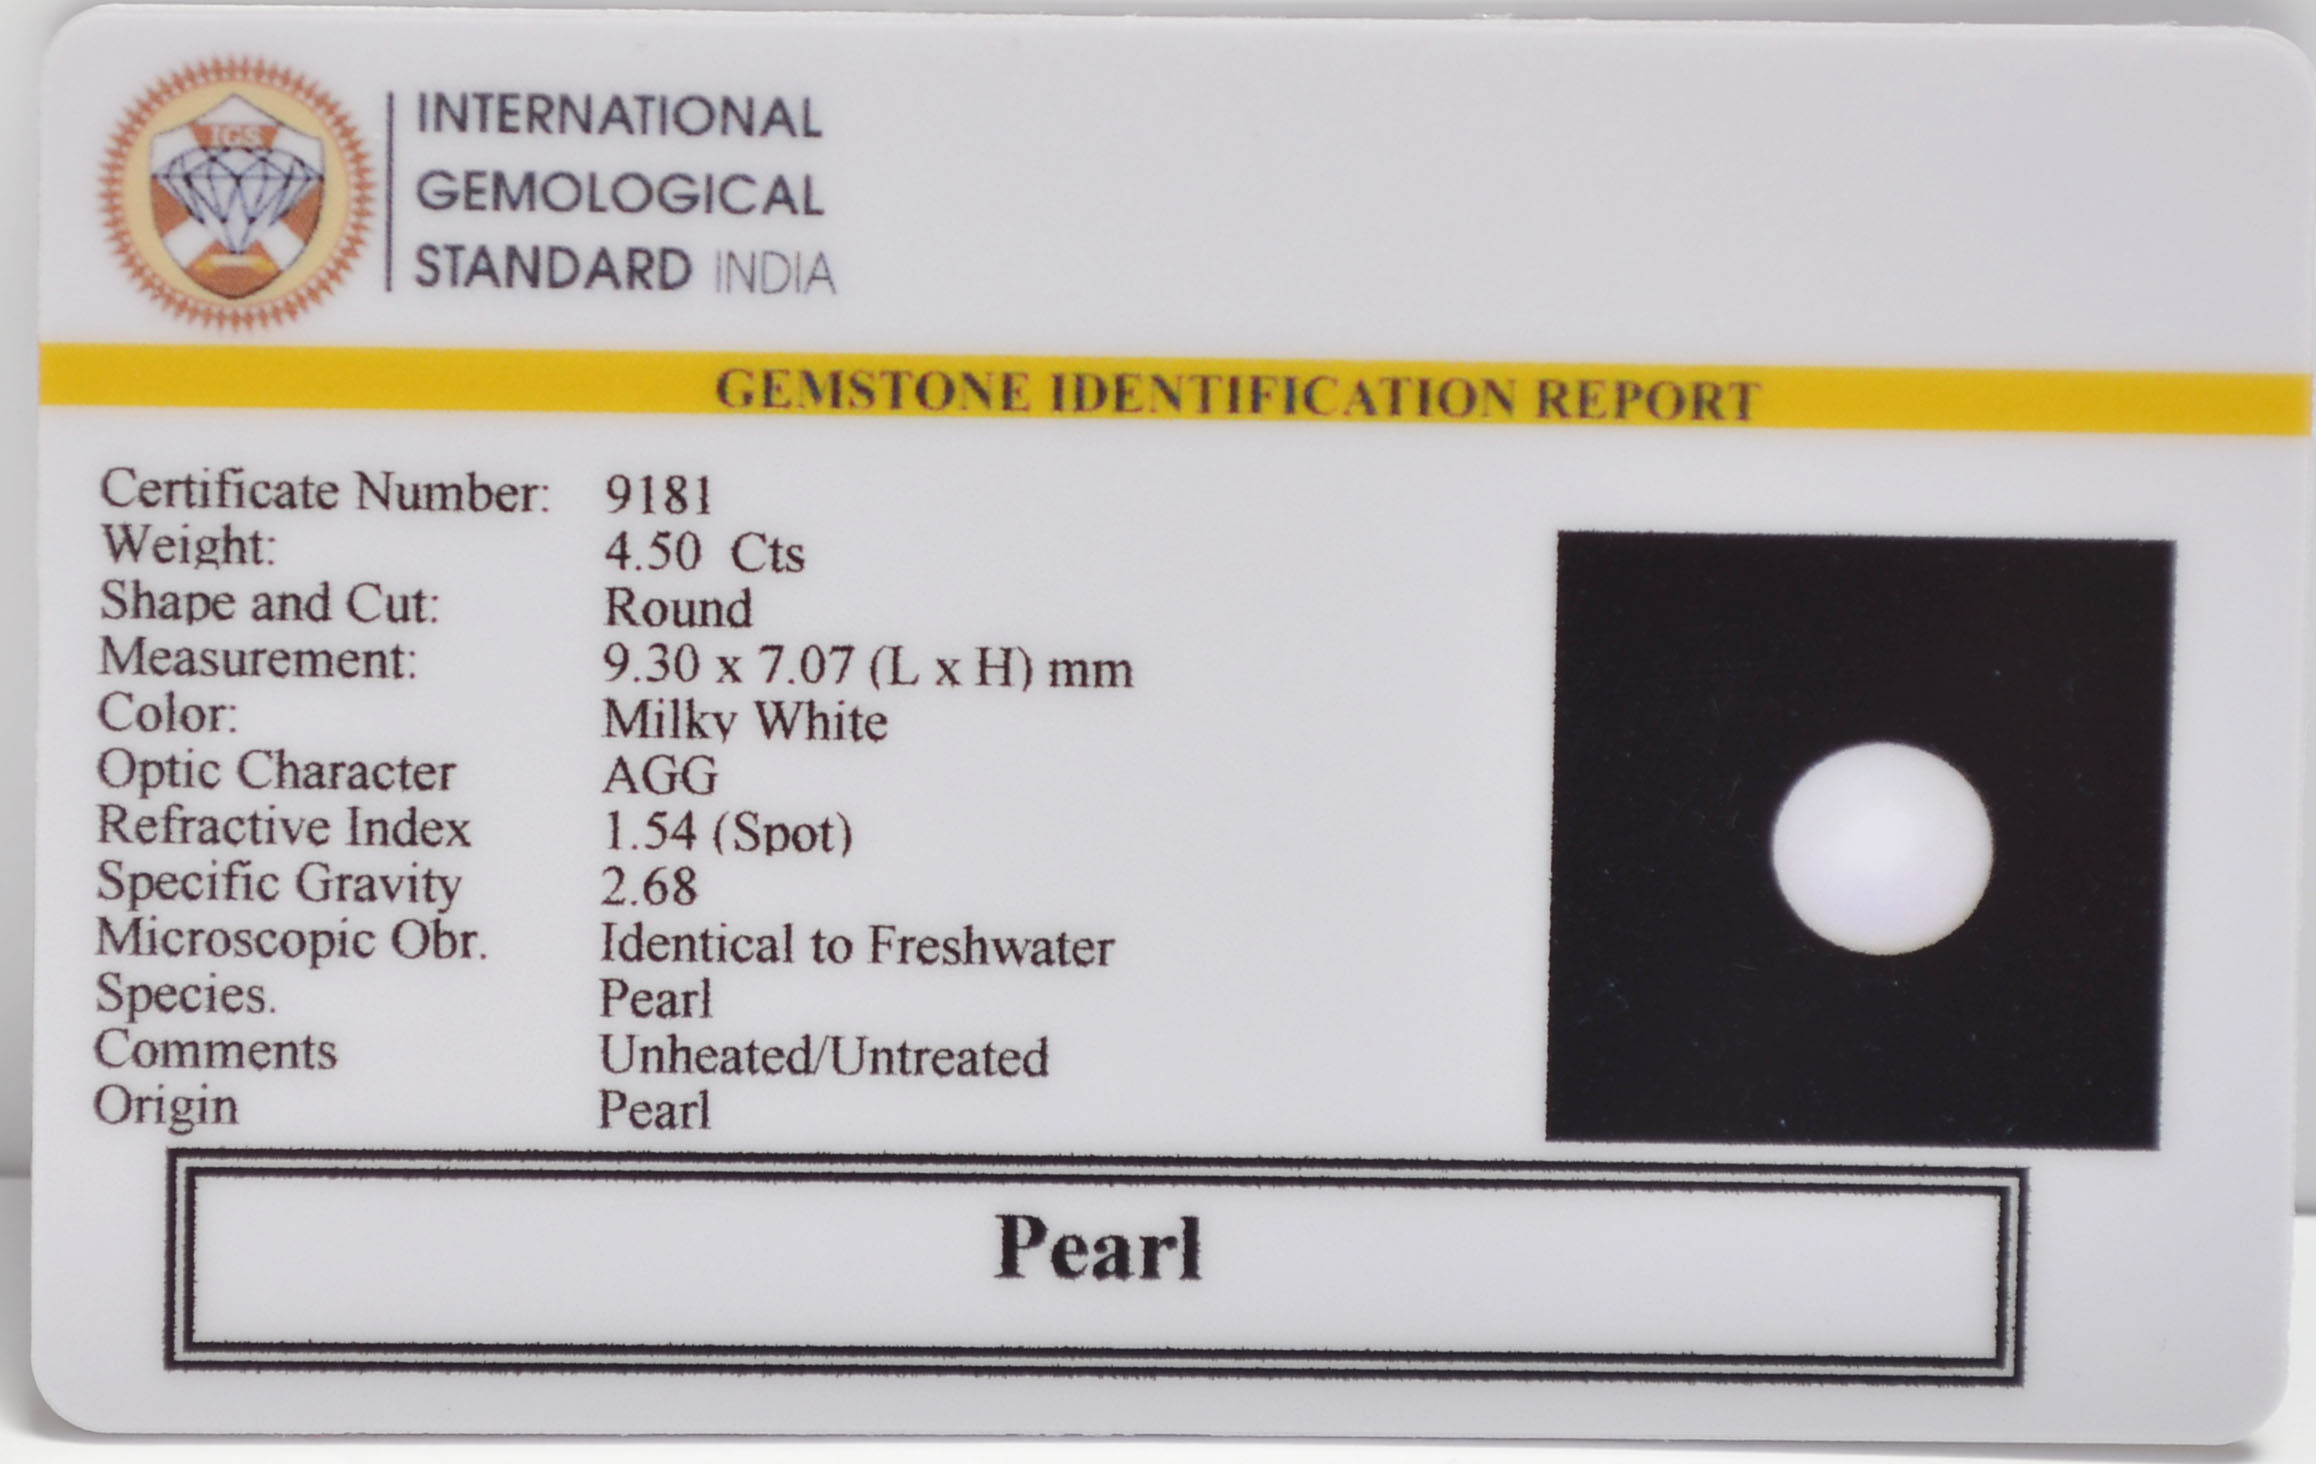 IGS
INTERNATIONAL
GEMOLOGICAL
STANDARD INDIA
GEMSTONE IDENTIFICATION REPORT
Certificate Number: 9181
Weight: 4.50 Cts
Shape and Cut: Round
Measurement: 9.30 x 7.07 (L x H) mm
Color: Milky White
Optic Character AGG
Refractive Index 1.54 (Spot)
Specific Gravity 2.68
Microscopic Obr. Identical to Freshwater
Species. Pearl
Comments Unheated/Untreated
Origin Pearl
Pearl